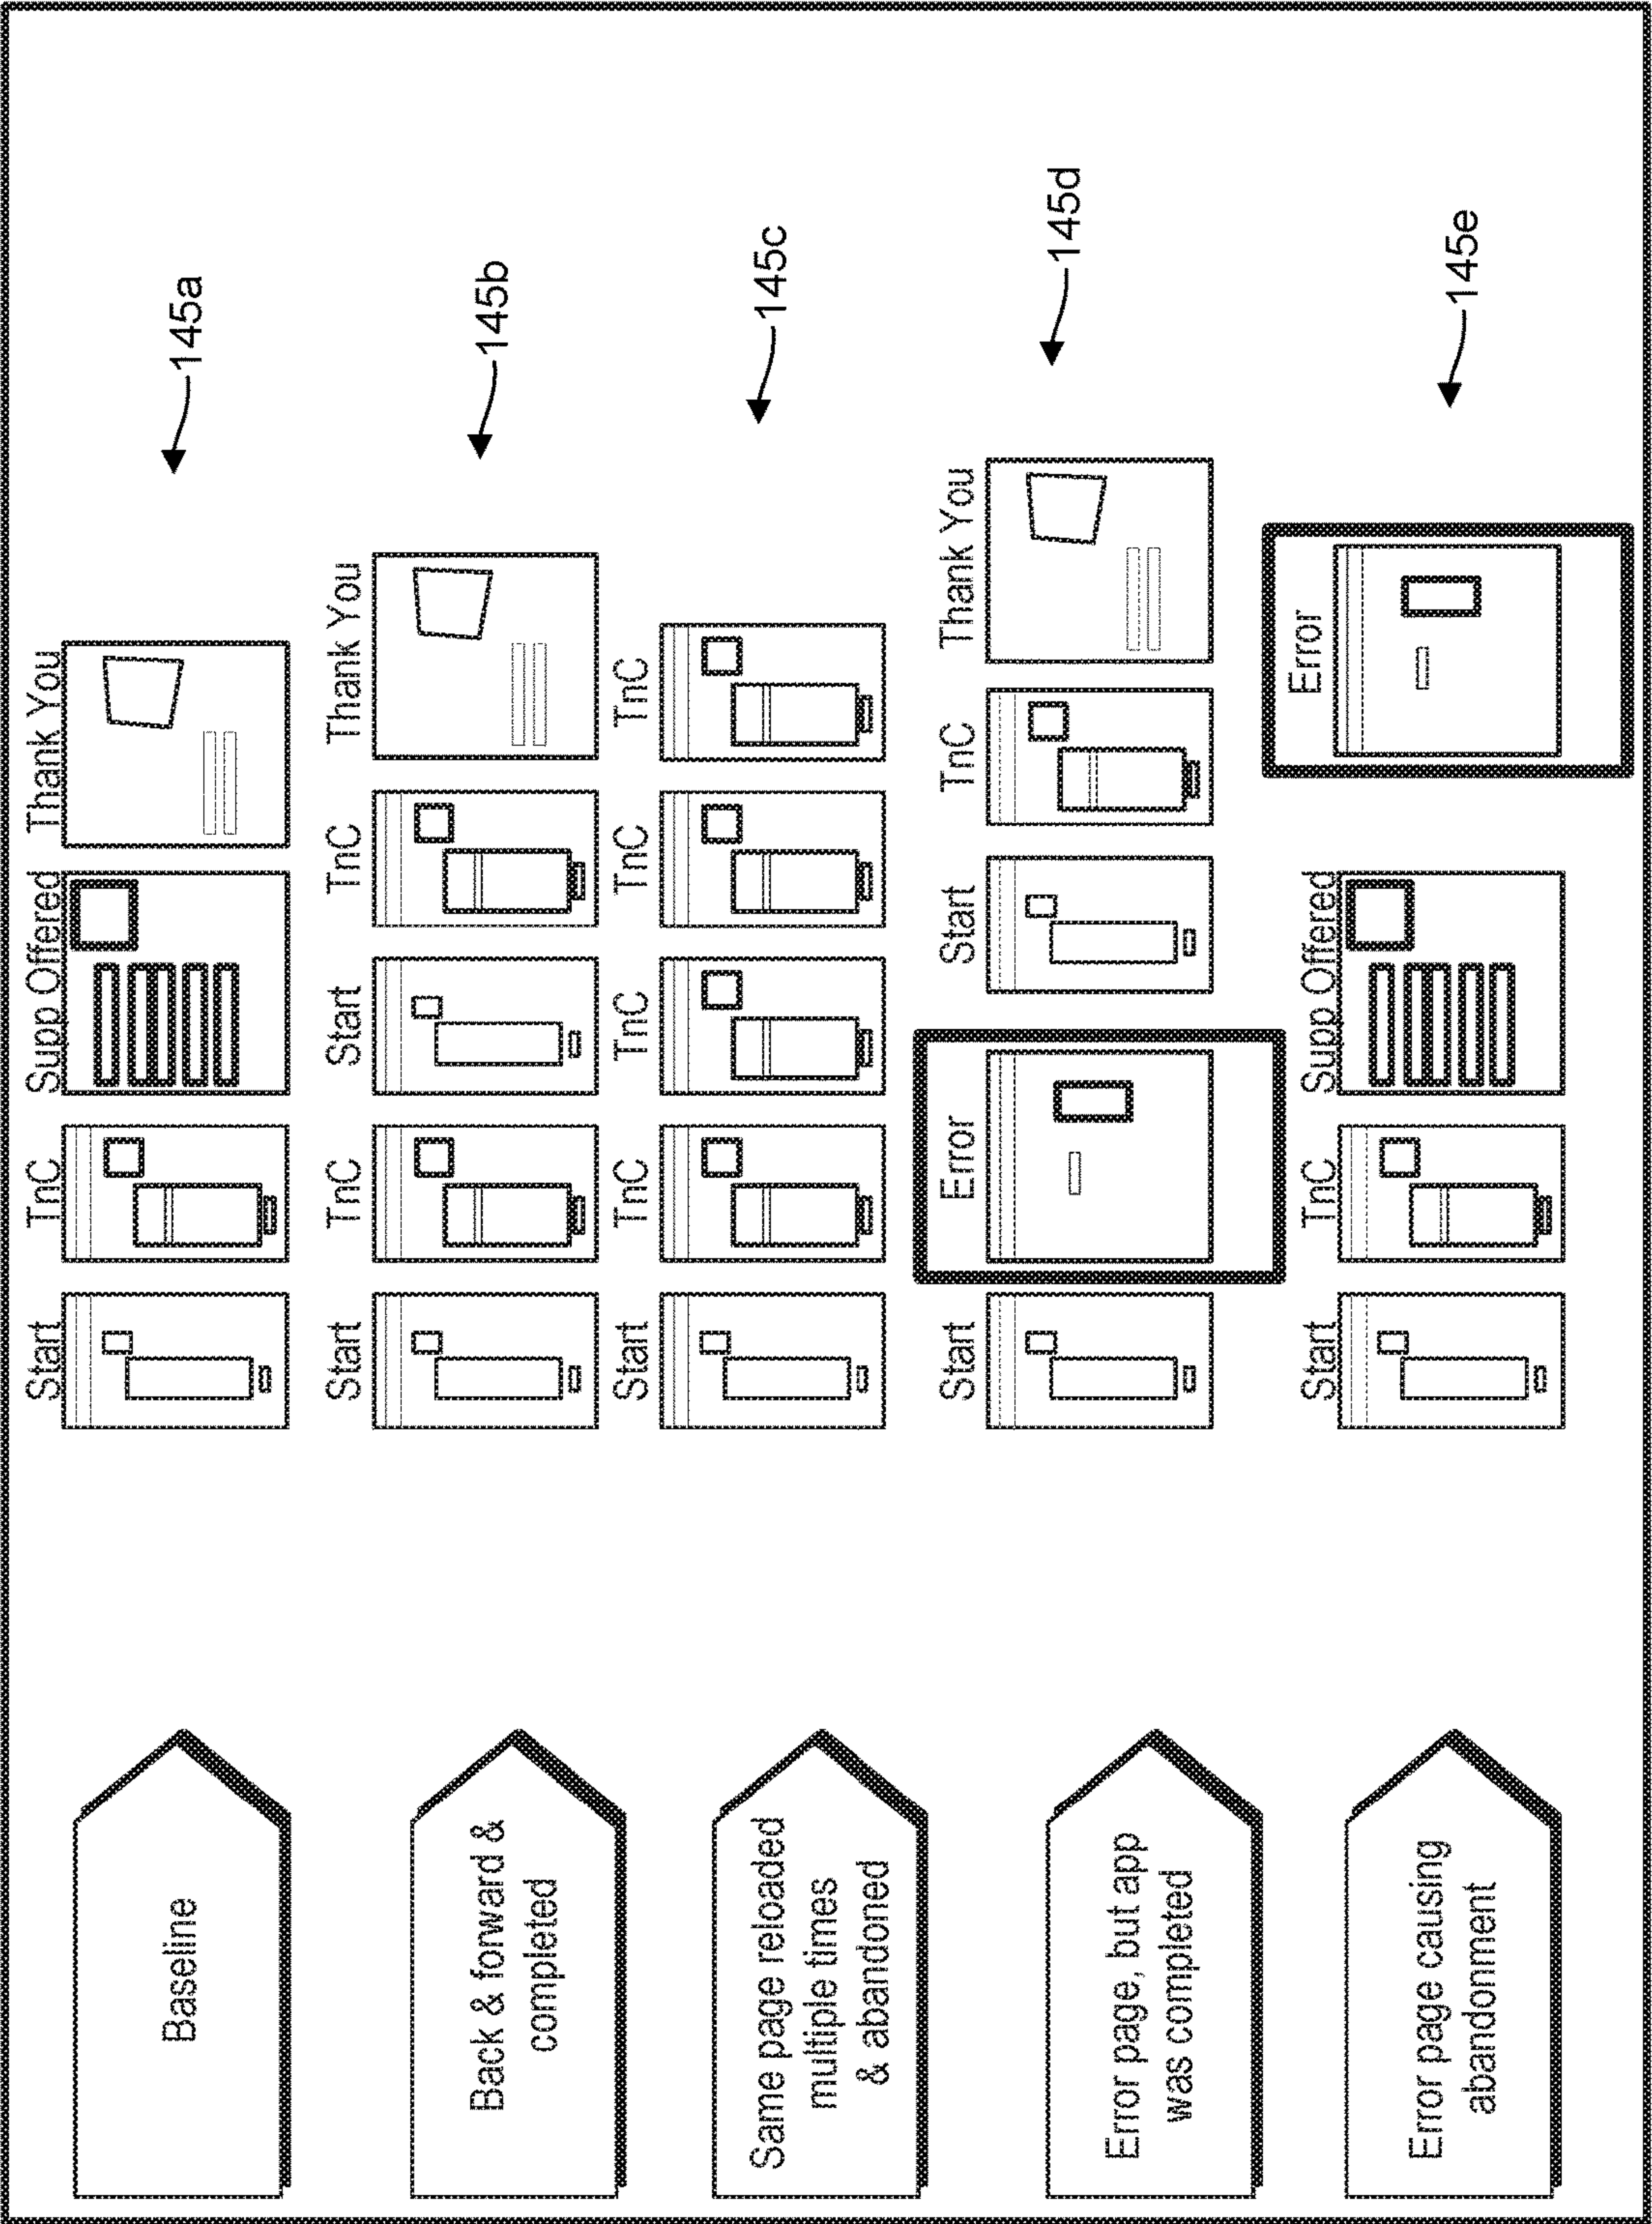 Baseline
Start
TnC
Supp Offered
Thank You
145a
Back & forward &
completed
Start
TnC
Start
TnC
Thank You
145b
Same page reloaded
multiple times
& abandoned
Start
TnC
TnC
TnC
TnC
145c
Error page, but app
was completed
Start
Error
Start
TnC
Thank You
145d
Error page causing
abandonment
Start
TnC
Supp Offered
Error
145e